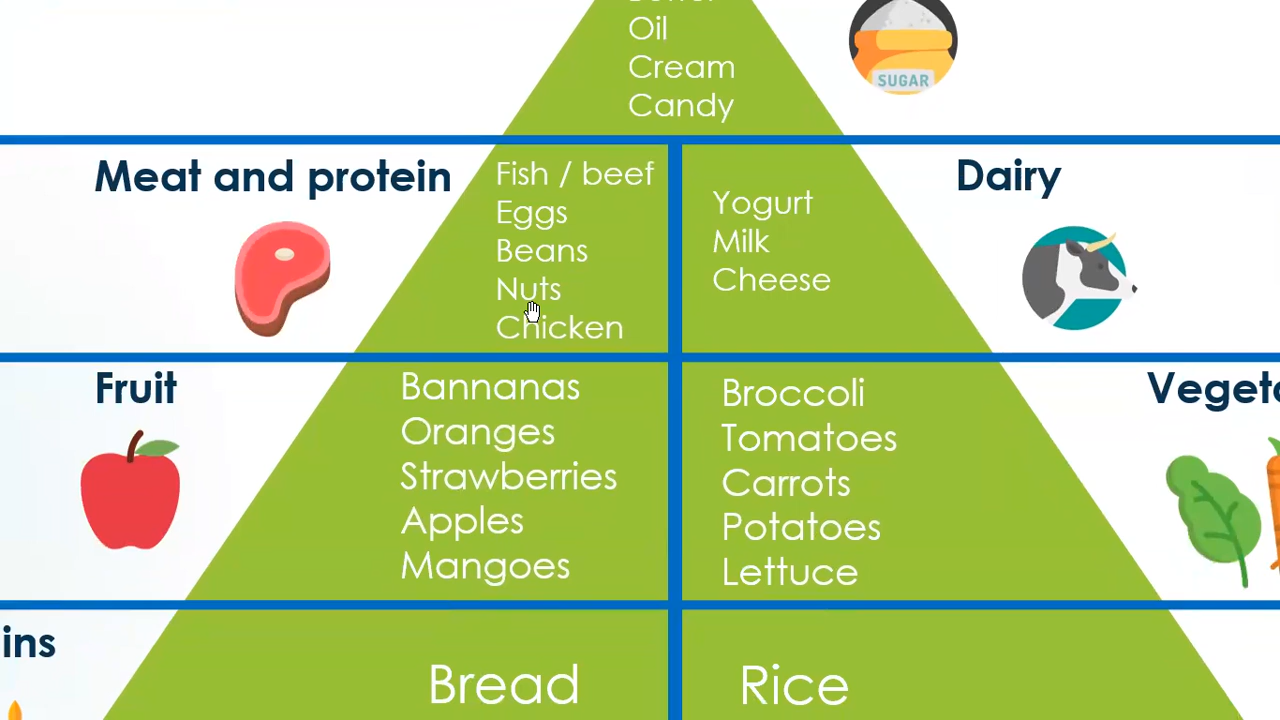 Oil
Cream
Candy
SUGAR
Meat and protein
Fish / beef
Eggs
Beans
Nuts
Chicken
Yogurt
Milk
Cheese
Dairy
Fruit
Bannanas
Oranges
Strawberries
Apples
Mangoes
Broccoli
Tomatoes
Carrots
Potatoes
Lettuce
ins
Bread
Rice